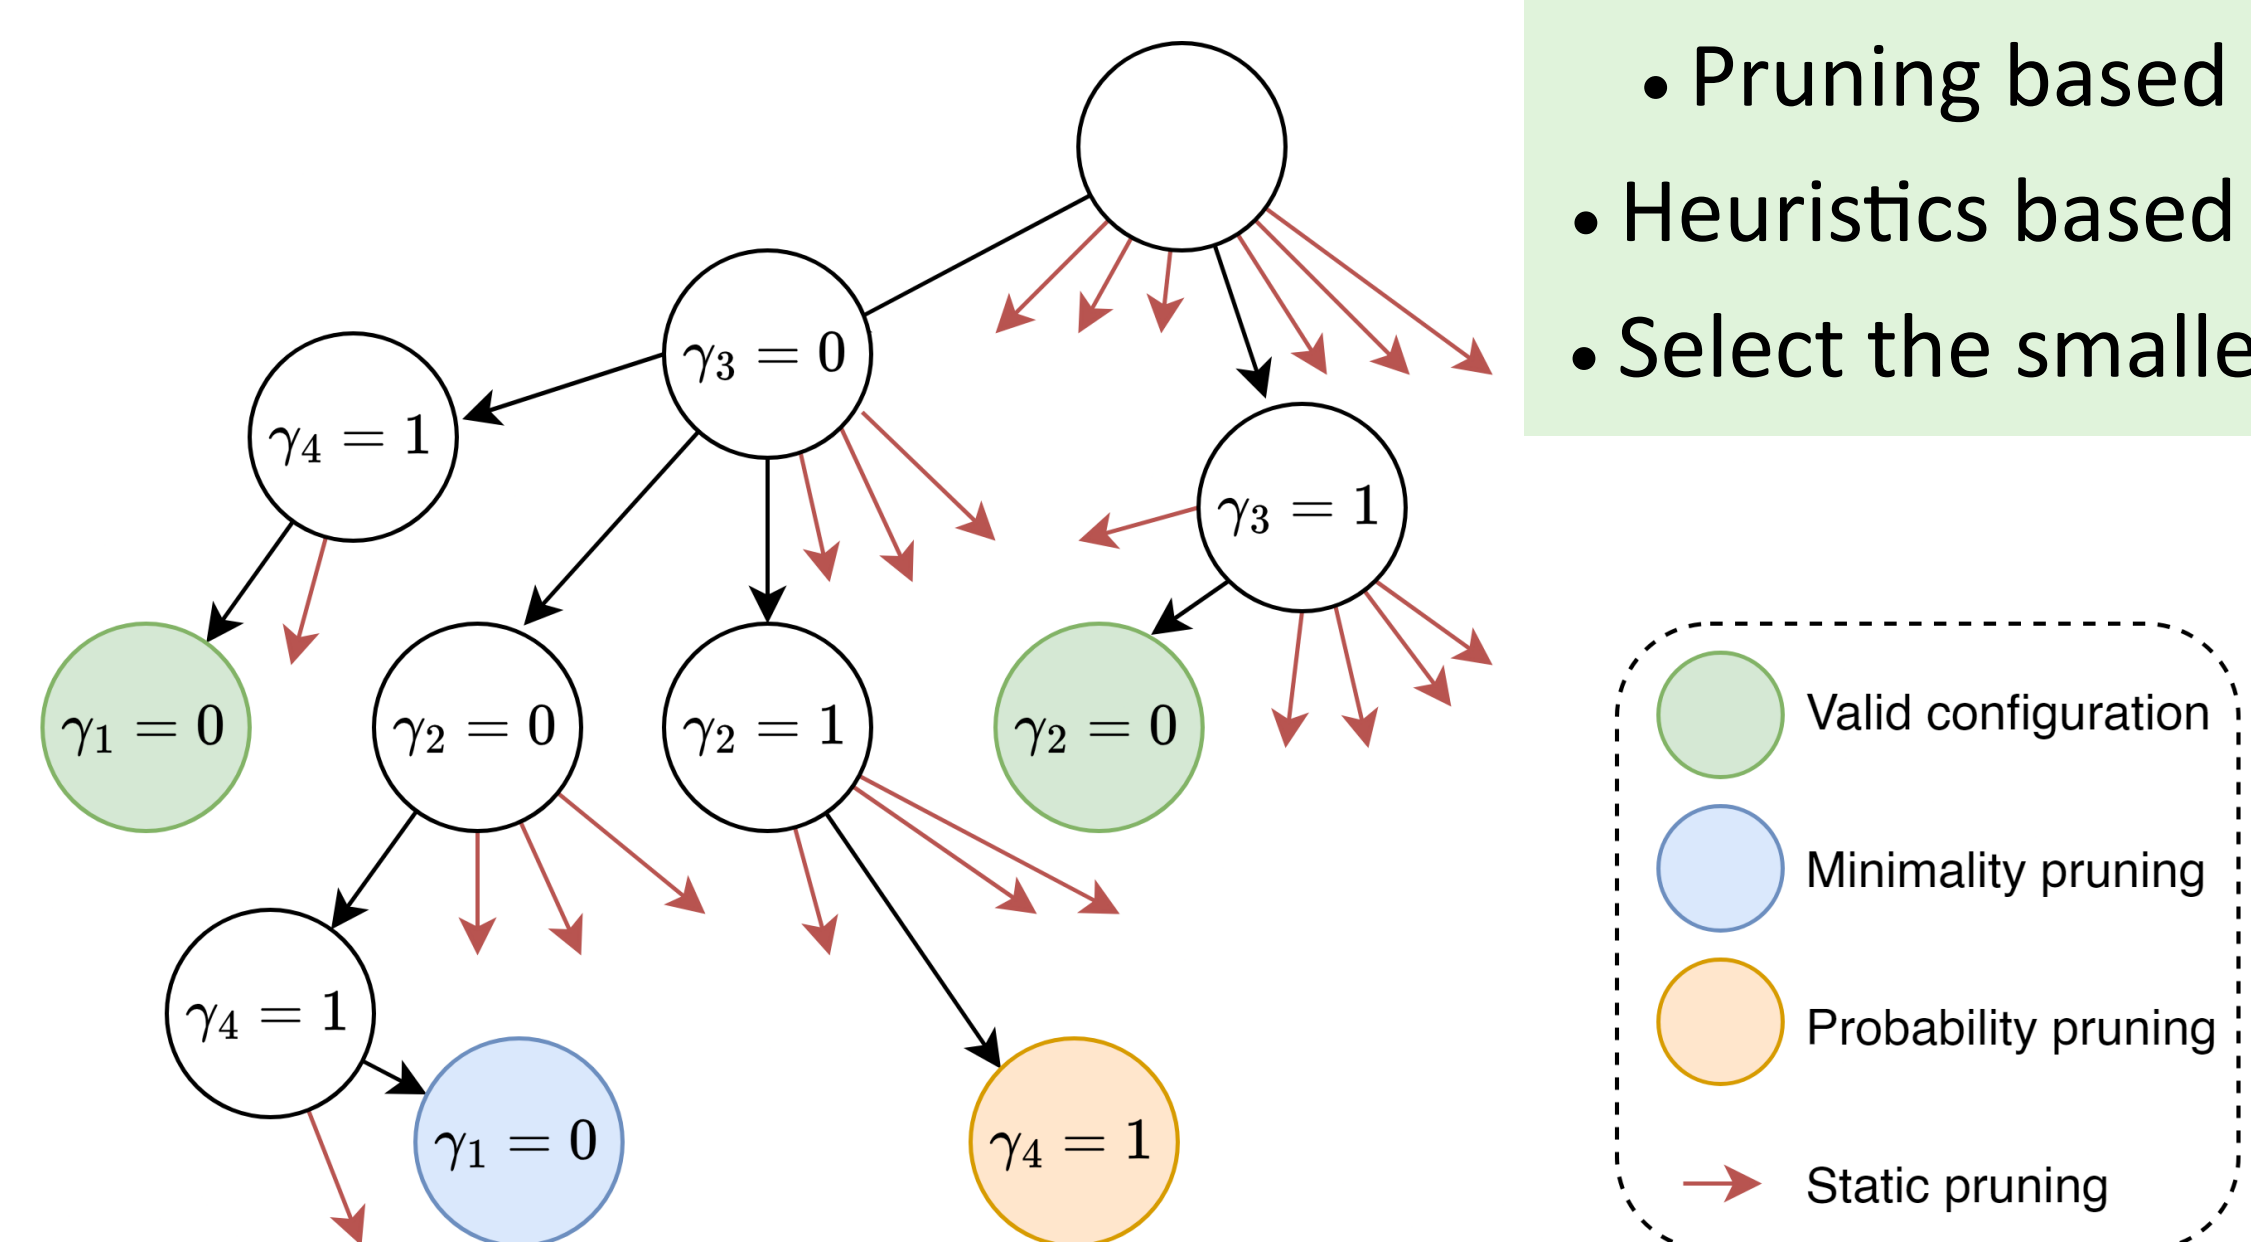 • Pruning based
• Heuristics based
• Select the smalle
γ₃ = 0
γ₄ = 1
γ₃ = 1
γ₁ = 0
γ₂ = 0
γ₂ = 1
γ₂ = 0
γ₄ = 1
γ₁ = 0
γ₄ = 1
Valid configuration
Minimality pruning
Probability pruning
Static pruning